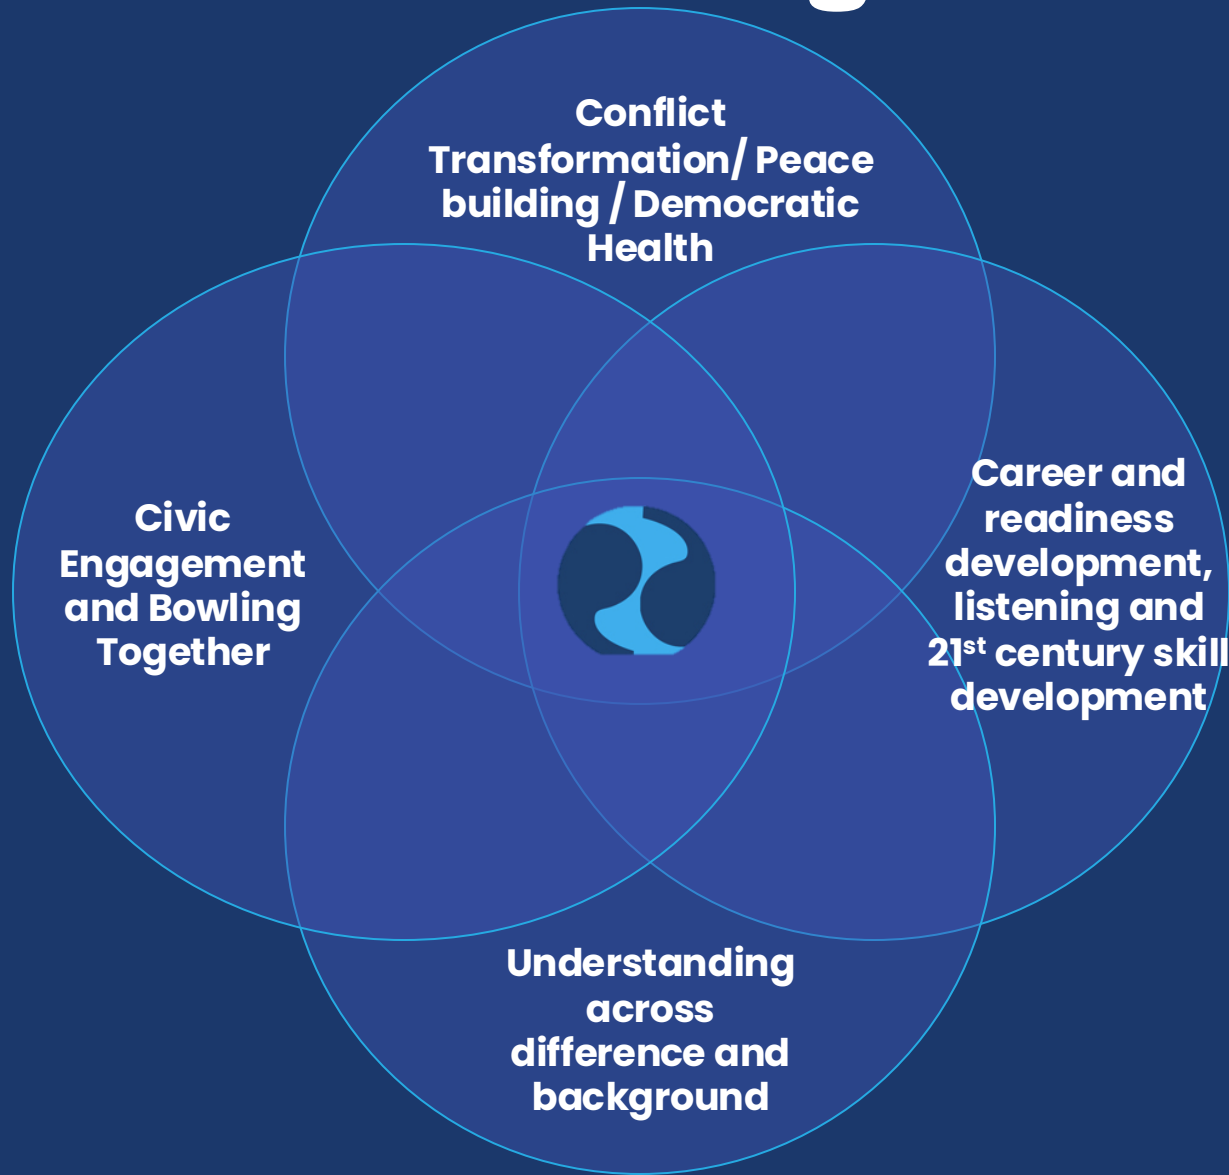 Conflict
Transformation/ Peace
building / Democratic
Health
Civic
Engagement
and Bowling
Together
Career and
readiness
development,
listening and
21st century skill
development
Understanding
across
difference and
background